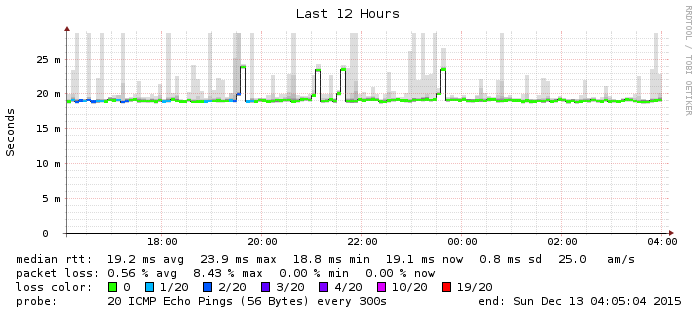 Last 12 Hours
RRDTOOL / TOBI OETIKER
Seconds
25 m
20 m
15 m
10 m
5 m
0
18:00 20:00 22:00 00:00 02:00 04:00
median rtt: 19.2 ms avg 23.9 ms max 18.8 ms min 19.1 ms now 0.8 ms sd 25.0 am/s
packet loss: 0.56 % avg 8.43 % max 0.00 % min 0.00 % now
loss color: 0 1/20 2/20 3/20 4/20 10/20 19/20
probe: 20 ICMP Echo Pings (56 Bytes) every 300s end: Sun Dec 13 04:05:04 2015